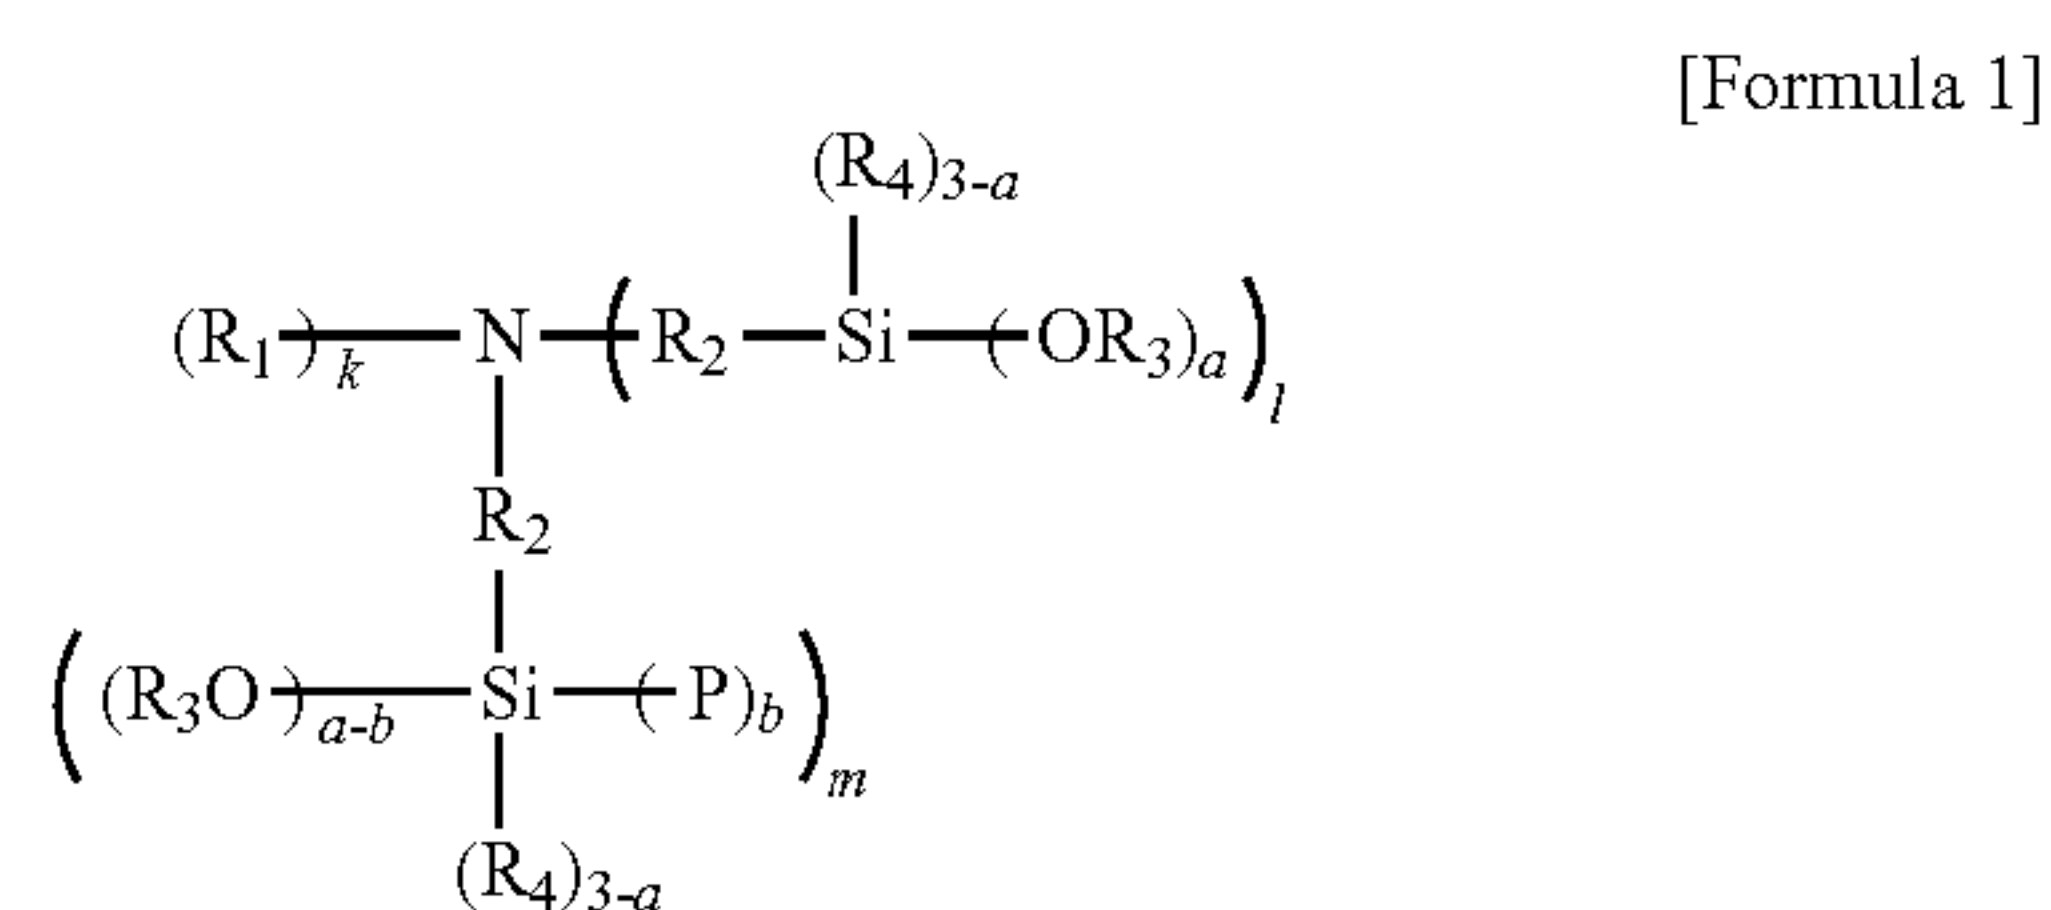 [Formula 1]
(R4)3-a
(R1)k N (R2 Si (OR3)a)l
R2
((R3O)a-b Si (P)b)m
(R4)3-a